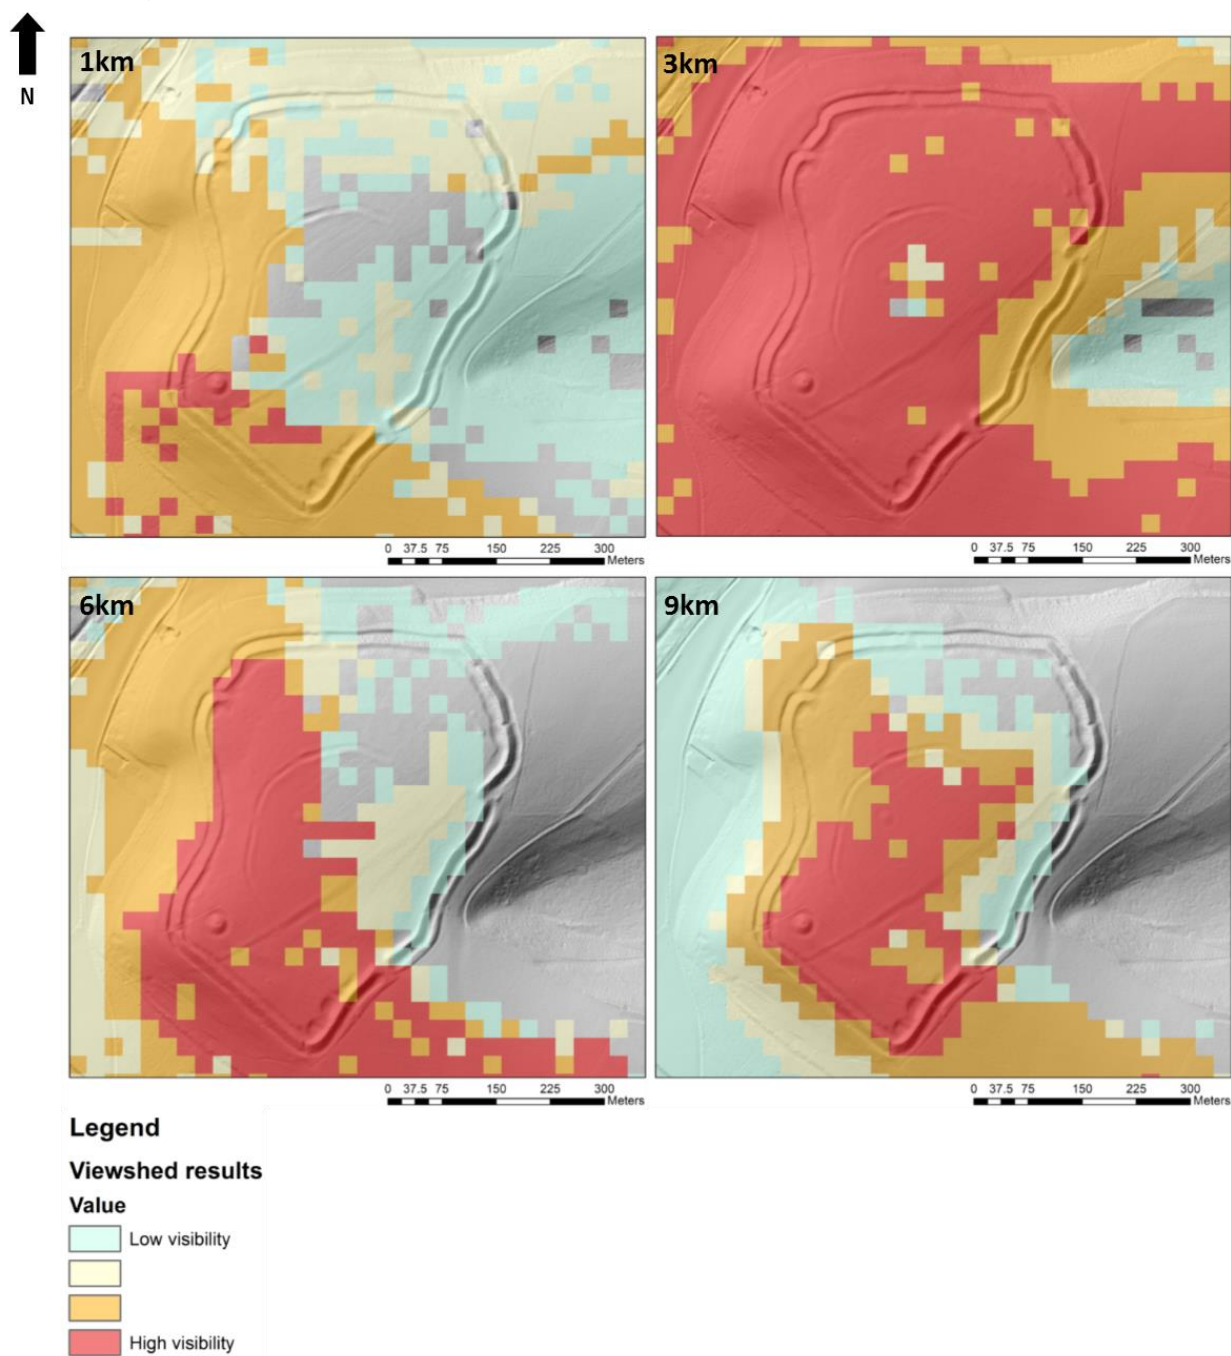 N
1km
3km
0 37.5 75 150 225 300
Meters
0 37.5 75 150 225 300
Meters
6km
9km
0 37.5 75 150 225 300
Meters
0 37.5 75 150 225 300
Meters
Legend
Viewshed results
Value
Low visibility
High visibility